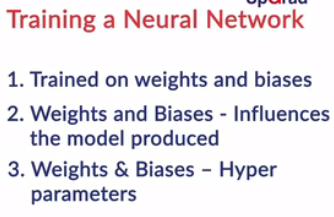 Training a Neural Network
1. Trained on weights and biases
2. Weights and Biases - Influences
the model produced
3. Weights & Biases – Hyper
parameters